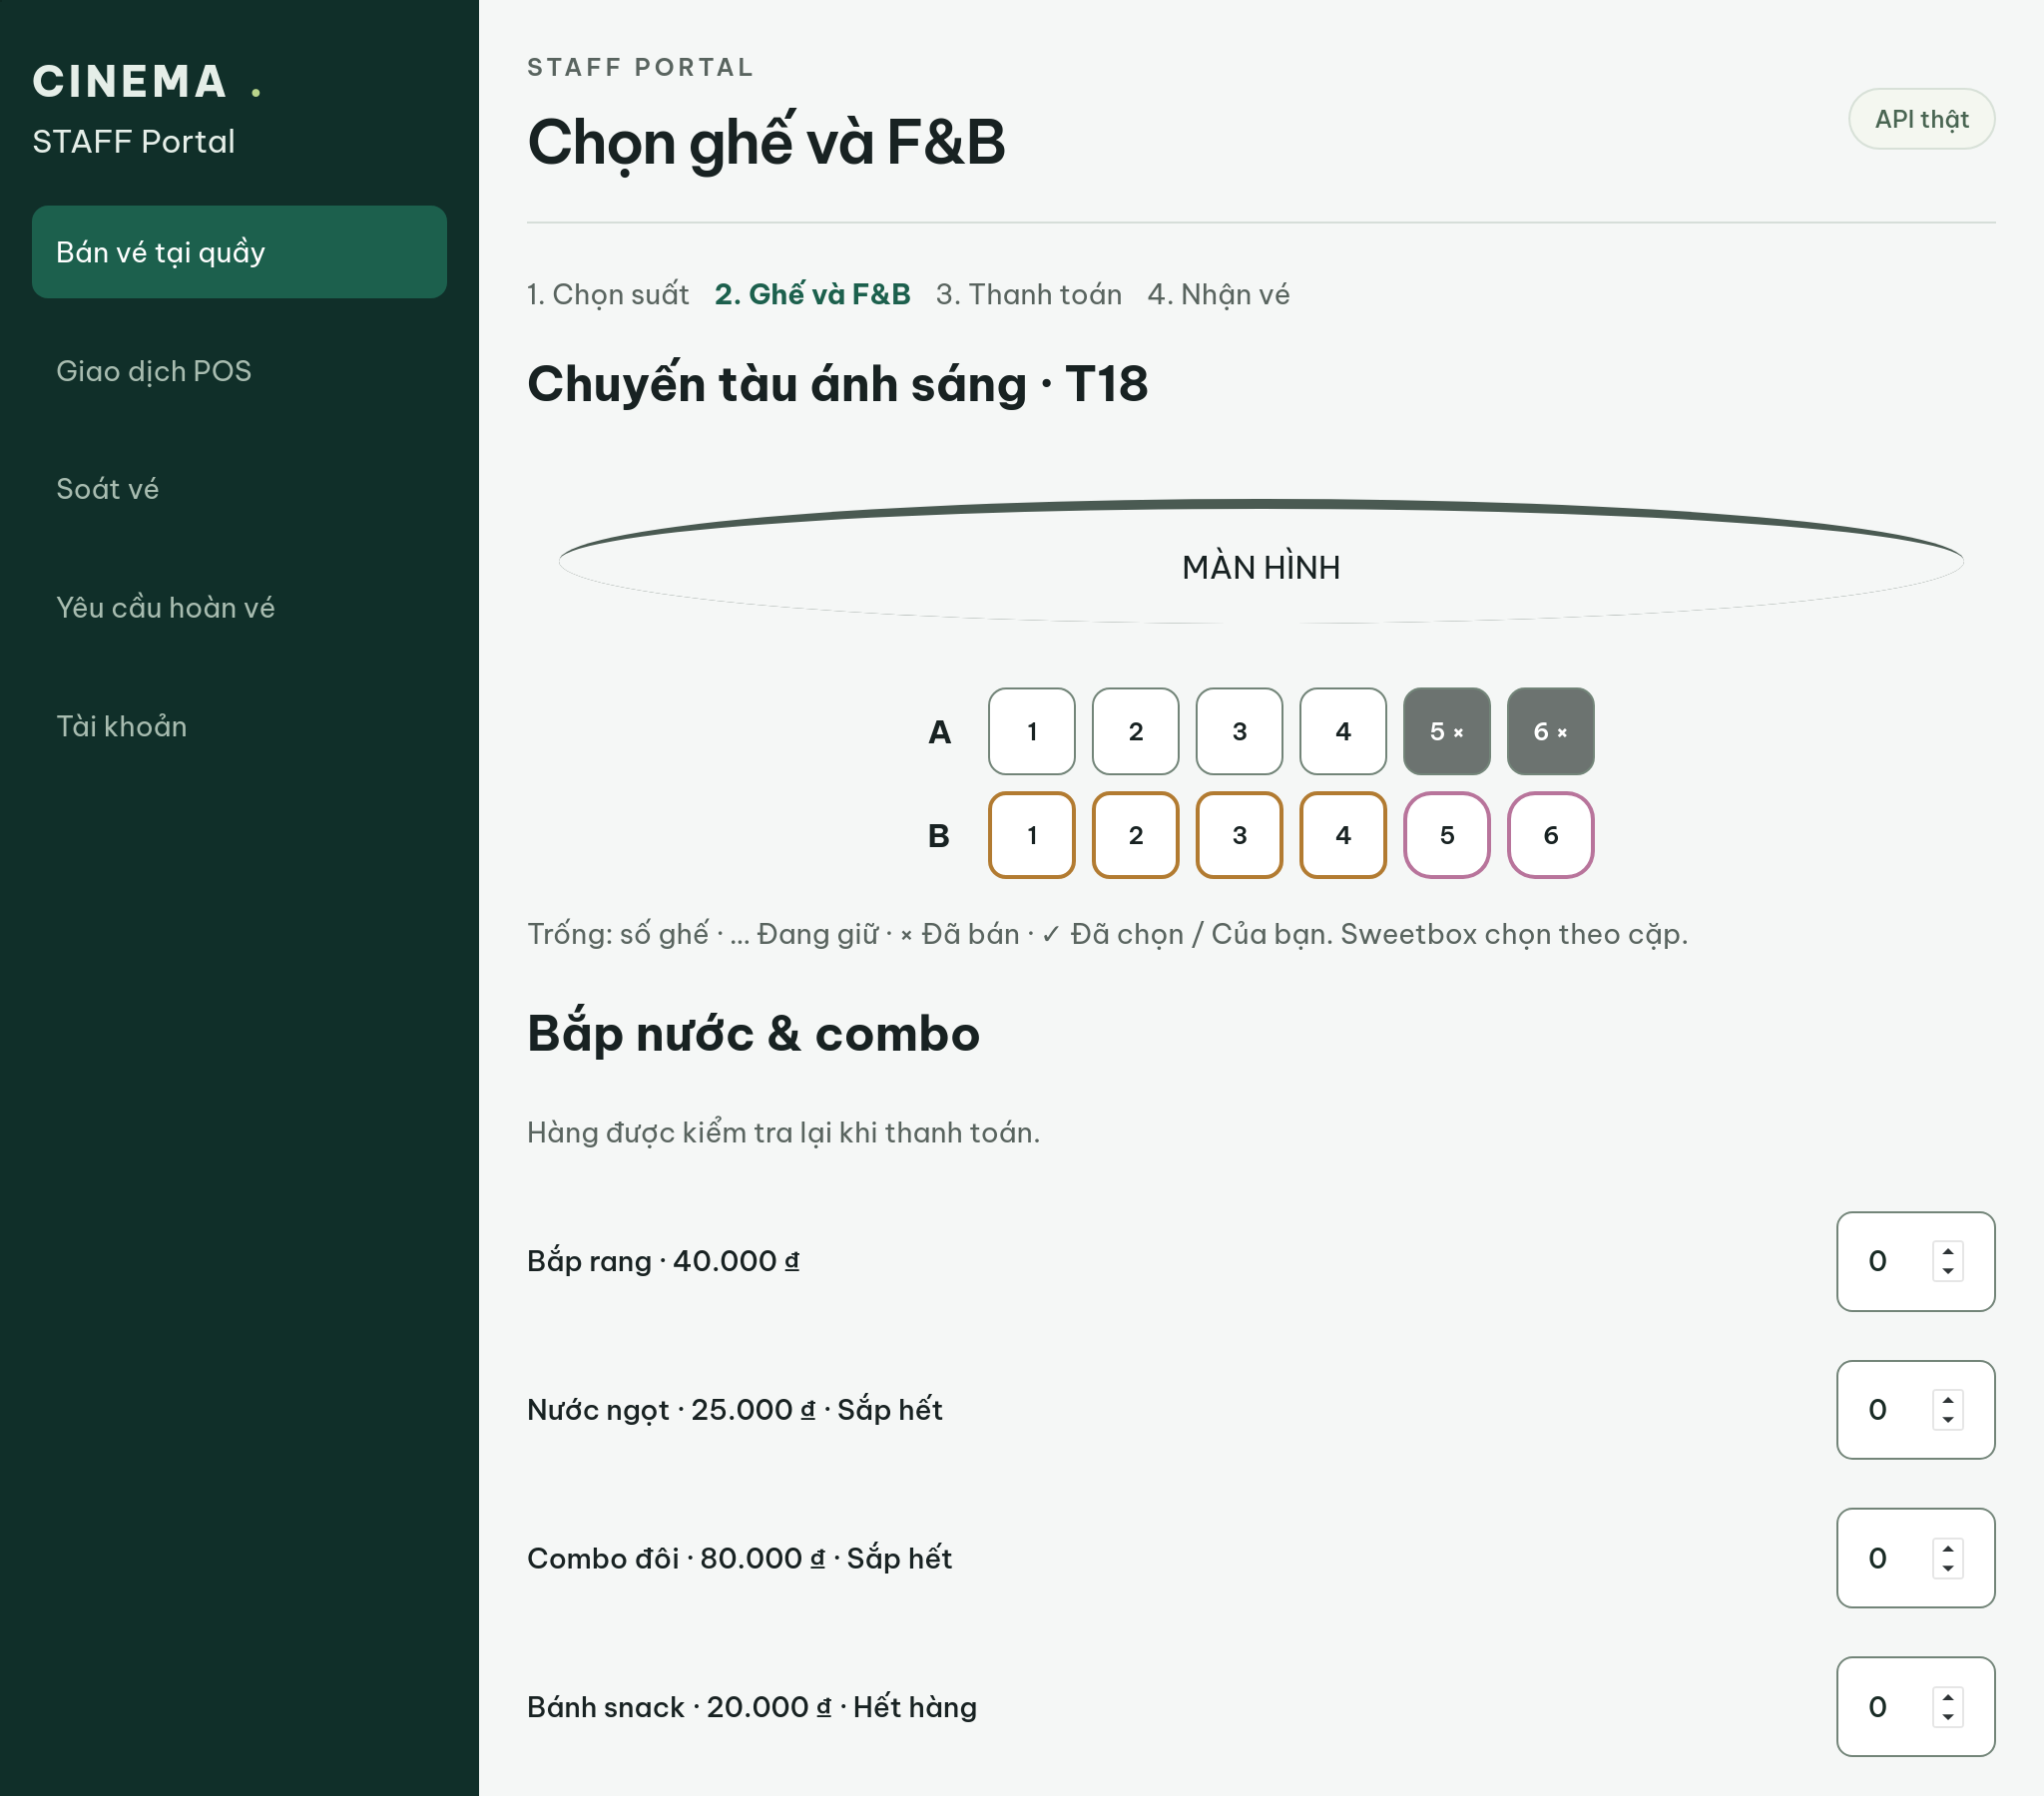 CINEMA .
STAFF Portal
Bán vé tại quầy
Giao dịch POS
Soát vé
Yêu cầu hoàn vé
Tài khoản
STAFF PORTAL
Chọn ghế và F&B
API thật
1. Chọn suất 2. Ghế và F&B 3. Thanh toán 4. Nhận vé
Chuyến tàu ánh sáng · T18
MÀN HÌNH
A 1 2 3 4 5 × 6 ×
B 1 2 3 4 5 6
Trống: số ghế · … Đang giữ · × Đã bán · ✓ Đã chọn / Của bạn. Sweetbox chọn theo cặp.
Bắp nước & combo
Hàng được kiểm tra lại khi thanh toán.
Bắp rang · 40.000 ₫ 0
Nước ngọt · 25.000 ₫ · Sắp hết 0
Combo đôi · 80.000 ₫ · Sắp hết 0
Bánh snack · 20.000 ₫ · Hết hàng 0